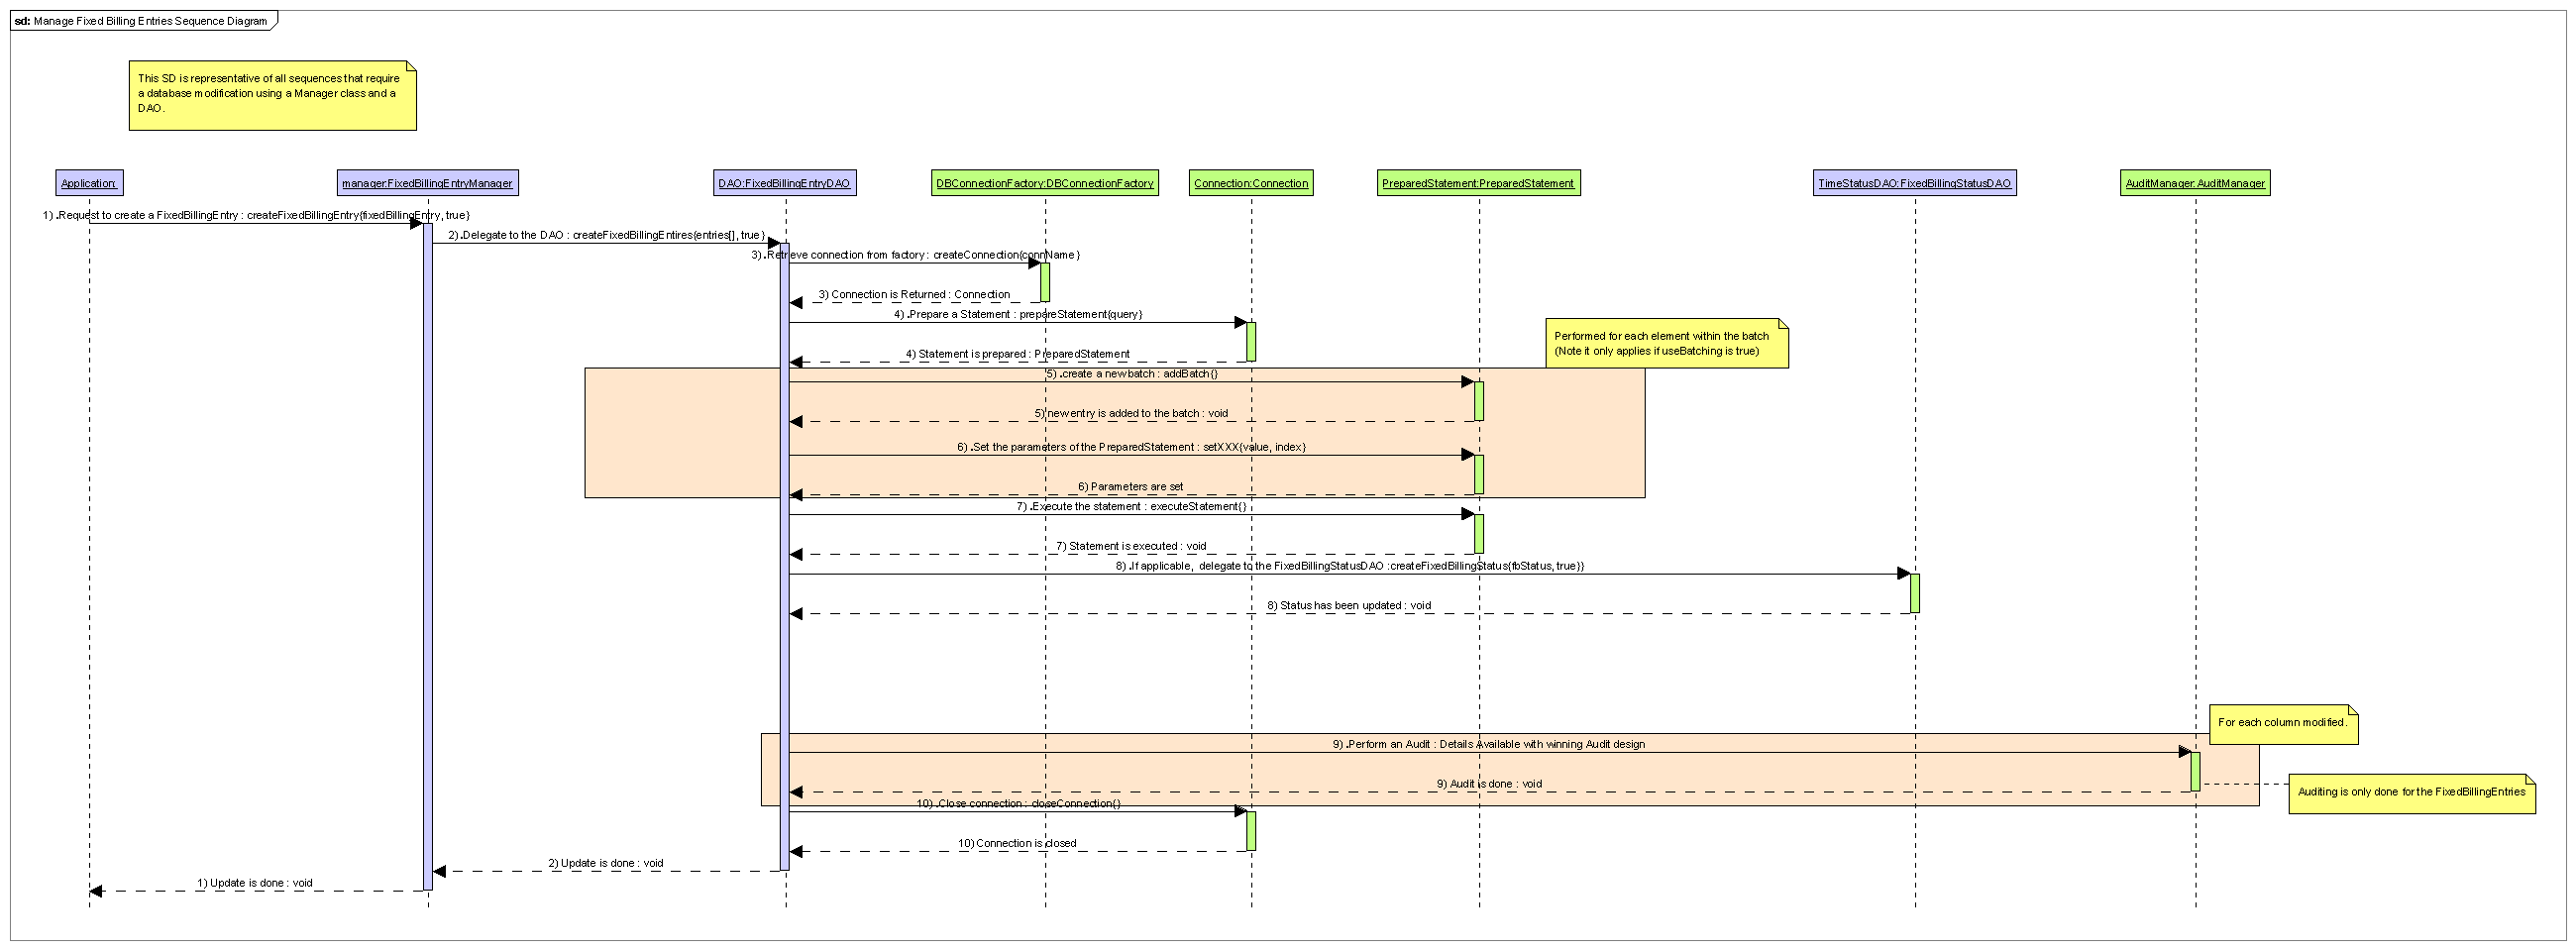 sd: Manage Fixed Billing Entries Sequence Diagram
This SD is representative of all sequences that require
a database modification using a Manager class and a
DAO.
Application:
manager:FixedBillingEntryManager
DAO:FixedBillingEntryDAO
DBConnectionFactory:DBConnectionFactory
Connection:Connection
PreparedStatement:PreparedStatement
TimeStatusDAO:FixedBillingStatusDAO
AuditManager:AuditManager
1) .Request to create a FixedBillingEntry : createFixedBillingEntry{fixedBillingEntry, true}
2) .Delegate to the DAO : createFixedBillingEntires{entries[], true}
3) .Retrieve connection from factory : createConnection{connName}
3) Connection is Returned : Connection
4) .Prepare a Statement : prepareStatement{query}
Performed for each element within the batch
(Note it only applies if useBatching is true)
4) Statement is prepared : PreparedStatement
5) .create a new batch : addBatch{}
5) new entry is added to the batch : void
6) .Set the parameters of the PreparedStatement : setXXX{value, index}
6) Parameters are set
7) .Execute the statement : executeStatement{}
7) Statement is executed : void
8) .If applicable, delegate to the FixedBillingStatusDAO :createFixedBillingStatus{fbStatus, true}}
8) Status has been updated : void
For each column modified.
9) .Perform an Audit : Details Available with winning Audit design
9) Audit is done : void
Auditing is only done for the FixedBillingEntries
10) .Close connection : closeConnection{}
10) Connection is closed
2) Update is done : void
1) Update is done : void